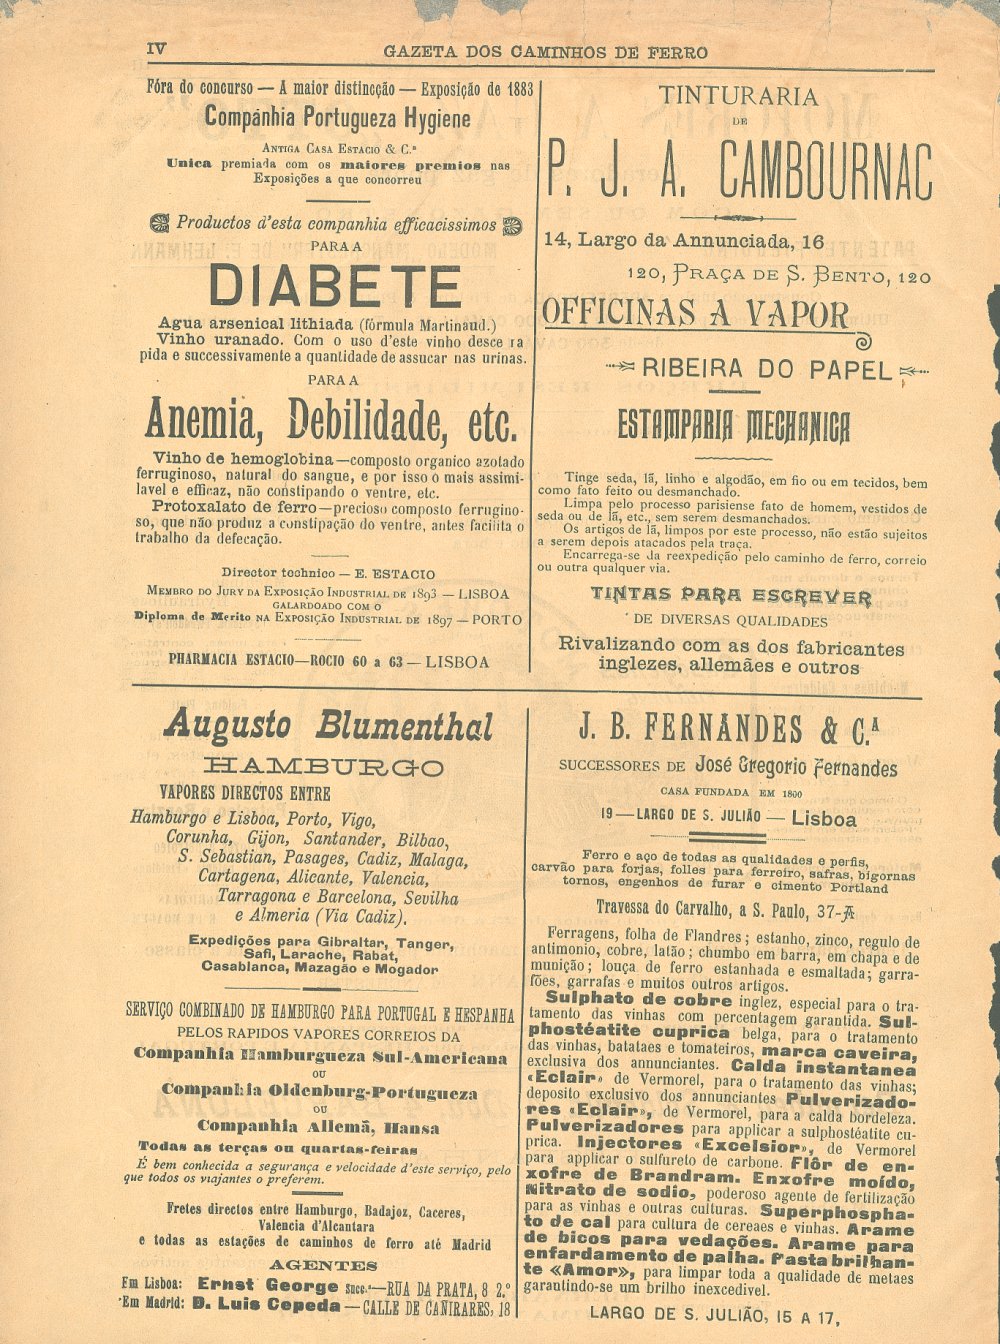 IV
GAZETA DOS CAMINHOS DE FERRO
Fóra do concurso — A maior distincção — Exposição de 1883
Companhia Portugueza Hygiene
ANTIGA CASA ESTACIO & C.ª
Unica premiada com os maiores premios nas
Exposições a que concorreu
Productos d'esta companhia efficacissimos
PARA A
DIABETE
Agua arsenical lithiada (fórmula Martinaud.)
Vinho uranado. Com o uso d'este vinho desce ra
pida e successivamente a quantidade de assucar nas urinas.
PARA A
Anemia, Debilidade, etc.
Vinho de hemoglobina—composto organico azotado
ferruginoso, natural do sangue, e por isso o mais assimi-
lavel e efficaz, não constipando o ventre, etc.
Protoxalato de ferro—precioso composto ferrugino-
so, que não produz a constipação do ventre, antes facilita o
trabalho da defecação.
Director technico — E. ESTACIO
MEMBRO DO JURY DA EXPOSIÇÃO INDUSTRIAL DE 1893 — LISBOA
GALARDOADO COM O
Diploma de Merito NA EXPOSIÇÃO INDUSTRIAL DE 1897 — PORTO
PHARMACIA ESTACIO—ROCIO 60 a 63 — LISBOA
TINTURARIA
DE
P. J. A. CAMBOURNAC
14, Largo da Annunciada, 16
120, PRAÇA DE S. BENTO, 120
OFFICINAS A VAPOR
RIBEIRA DO PAPEL
ESTAMPARIA MECHANICA
Tinge seda, lã, linho e algodão, em fio ou em tecidos, bem
como fato feito ou desmanchado.
Limpa pelo processo parisiense fato de homem, vestidos de
seda ou de lã, etc., sem serem desmanchados.
Os artigos de lã, limpos por este processo, não estão sujeitos
a serem depois atacados pela traça.
Encarrega-se da reexpedição pelo caminho de ferro, correio
ou outra qualquer via.
TINTAS PARA ESCREVER
DE DIVERSAS QUALIDADES
Rivalizando com as dos fabricantes
inglezes, allemães e outros
Augusto Blumenthal
HAMBURGO
VAPORES DIRECTOS ENTRE
Hamburgo e Lisboa, Porto, Vigo,
Corunha, Gijon, Santander, Bilbao,
S. Sebastian, Pasages, Cadiz, Malaga,
Cartagena, Alicante, Valencia,
Tarragona e Barcelona, Sevilha
e Almeria (Via Cadiz).
Expedições para Gibraltar, Tanger,
Safi, Larache, Rabat,
Casablanca, Mazagão e Mogador
SERVIÇO COMBINADO DE HAMBURGO PARA PORTUGAL E HESPANHA
PELOS RAPIDOS VAPORES CORREIOS DA
Companhia Hamburgueza Sul-Americana
OU
Companhia Oldenburg-Portugueza
OU
Companhia Allemã, Hansa
Todas as terças ou quartas-feiras
É bem conhecida a segurança e velocidade d'este serviço, pelo
que todos os viajantes o preferem.
Fretes directos entre Hamburgo, Badajoz, Caceres,
Valencia d'Alcantara
e todas as estações de caminhos de ferro até Madrid
AGENTES
Em Lisboa: Ernst George Succ.ª—RUA DA PRATA, 8 2.º
Em Madrid: D. Luis Cepeda — CALLE DE CAÑIRARES, 18
J. B. FERNANDES & C.ª
SUCCESSORES DE José Gregorio Fernandes
CASA FUNDADA EM 1800
19 — LARGO DE S. JULIÃO — Lisboa
Ferro e aço de todas as qualidades e perfis,
carvão para forjas, folles para ferreiro, safras, bigornas
tornos, engenhos de furar e cimento Portland
Travessa do Carvalho, a S. Paulo, 37-A
Ferragens, folha de Flandres; estanho, zinco, regulo de
antimonio, cobre, latão; chumbo em barra, em chapa e de
munição; louça de ferro estanhada e esmaltada; garra-
fões, garrafas e muitos outros artigos.
Sulphato de cobre inglez, especial para o tra-
tamento das vinhas com percentagem garantida. Sul-
phostéatite cuprica belga, para o tratamento
das vinhas, batataes e tomateiros, marca caveira,
exclusiva dos annunciantes. Calda instantanea
«Eclair» de Vermorel, para o tratamento das vinhas;
deposito exclusivo dos annunciantes Pulverizado-
res «Eclair», de Vermorel, para a calda bordeleza.
Pulverizadores para applicar a sulphostéatite cu-
prica. Injectores «Excelsior», de Vermorel
para applicar o sulfureto de carbone. Flôr de en-
xofre de Brandram. Enxofre moído,
Nitrato de sodio, poderoso agente de fertilização
para as vinhas e outras culturas. Superphospha-
to de cal para cultura de cereaes e vinhas. Arame
de bicos para vedações. Arame para
enfardamento de palha. Pasta brilhan-
te «Amor», para limpar toda a qualidade de metaes
garantindo-se um brilho inexcedivel.
LARGO DE S. JULIÃO, 15 A 17,